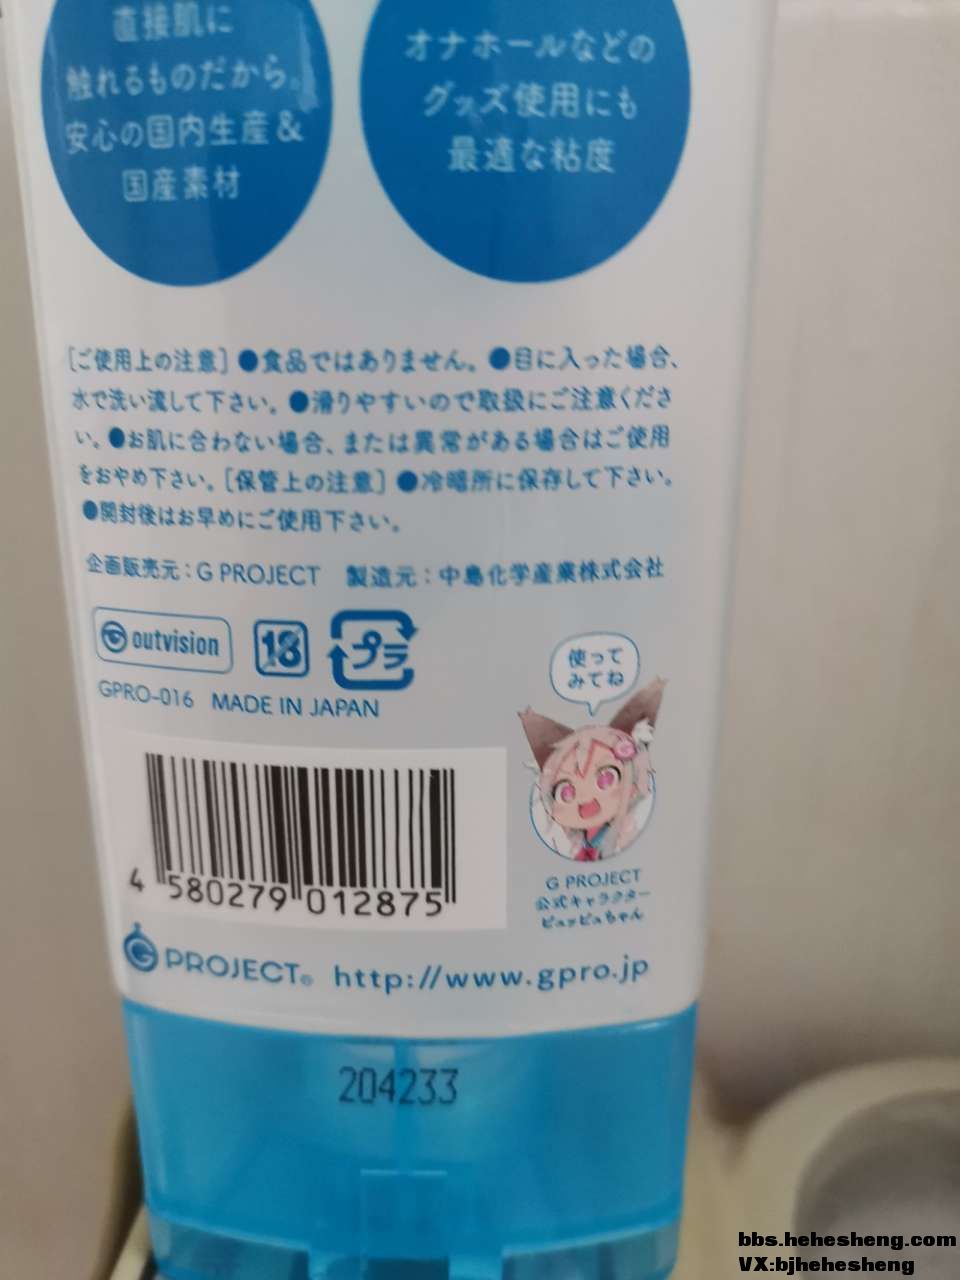 直接肌に
触れるものだから。
安心の国内生産&
国産素材
オナホールなどの
グッズ使用にも
最適な粘度
[ご使用上の注意]●食品ではありません。●目に入った場合、
水で洗い流して下さい。●滑りやすいので取扱にご注意くださ
い。●お肌に合わない場合、または異常がある場合はご使用
をおやめ下さい。[保管上の注意]●冷暗所に保存して下さい。
●開封後はお早めにご使用下さい。
企画販売元:G PROJECT 製造元:中島化学産業株式会社
outvision
18
プラ
GPRO-016 MADE IN JAPAN
使って
みてね
4 580279 012875
G PROJECT
公式キャラクター
ピュッピュちゃん
G PROJECT® http://www.gpro.jp
204233
bbs.hehesheng.com
VX:bjhehesheng